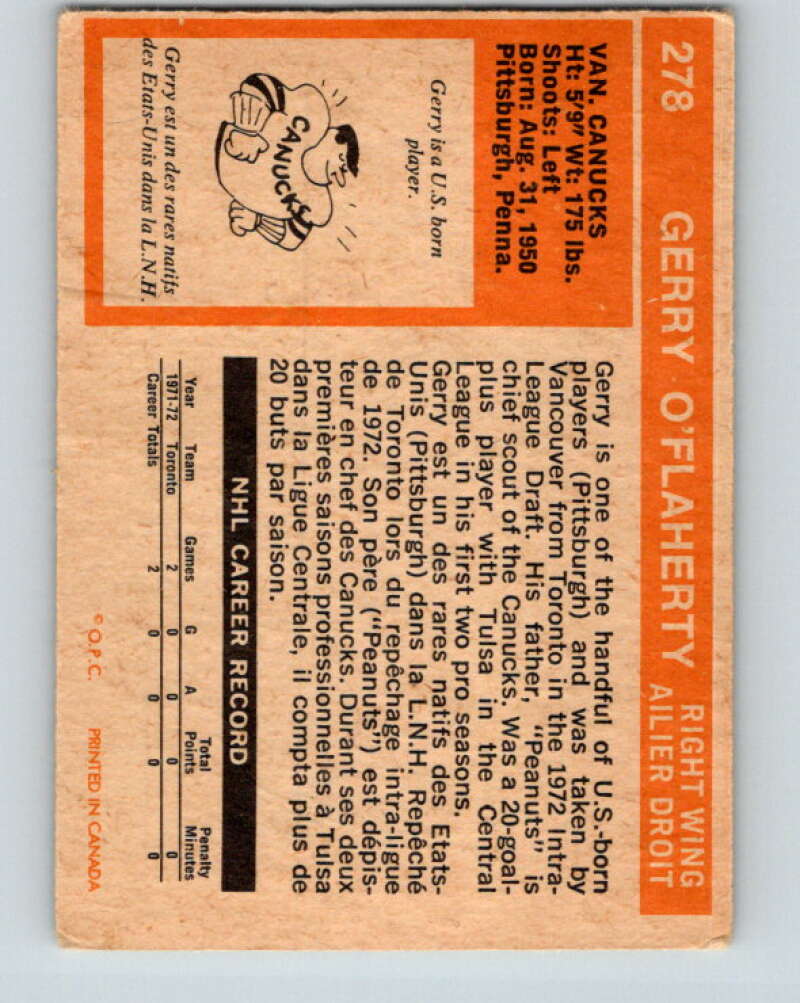 278 GERRY O'FLAHERTY
RIGHT WING
AILIER DROIT
VAN. CANUCKS
Ht: 5'9" Wt: 175 lbs.
Shoots: Left
Born: Aug. 31, 1950
Pittsburgh, Penna.
Gerry is a U.S. born
player.
CANUCKS
Gerry est un des rares natifs
des Etats-Unis dans la L.N.H.
Gerry is one of the handful of U.S.-born
players (Pittsburgh) and was taken by
Vancouver from Toronto in the 1972 Intra-
League Draft. His father, "Peanuts" is
chief scout of the Canucks. Was a 20-goal-
plus player with Tulsa in the Central
League in his first two pro seasons.
Gerry est un des rares natifs des Etats-
Unis (Pittsburgh) dans la L.N.H. Repêché
de Toronto lors du repêchage intra-ligue
de 1972. Son père ("Peanuts") est dépis-
teur en chef des Canucks. Durant ses deux
premières saisons professionnelles à Tulsa
dans la Ligue Centrale, il compta plus de
20 buts par saison.
NHL CAREER RECORD
Year Team Games G A Total Points Penalty Minutes
1971-72 Toronto 2 0 0 0 0
Career Totals 2 0 0 0 0
© O.P.C. PRINTED IN CANADA